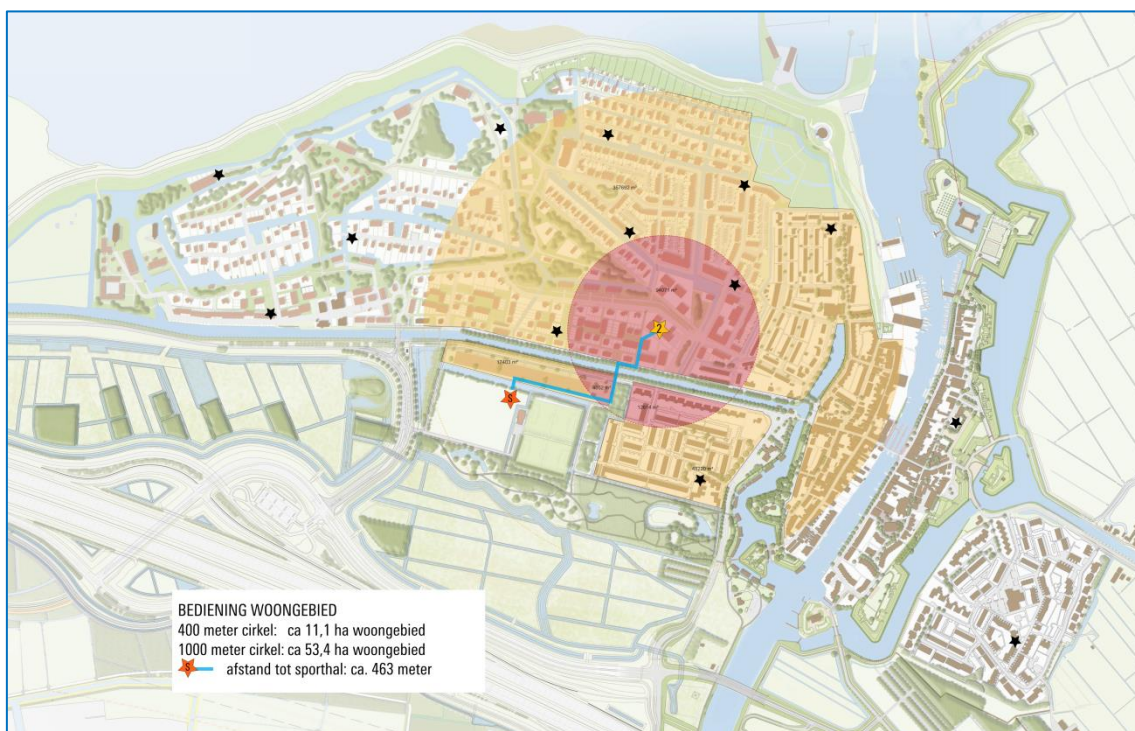 2
S
BEDIENING WOONGEBIED
400 meter cirkel: ca 11,1 ha woongebied
1000 meter cirkel: ca 53,4 ha woongebied
S afstand tot sporthal: ca. 463 meter